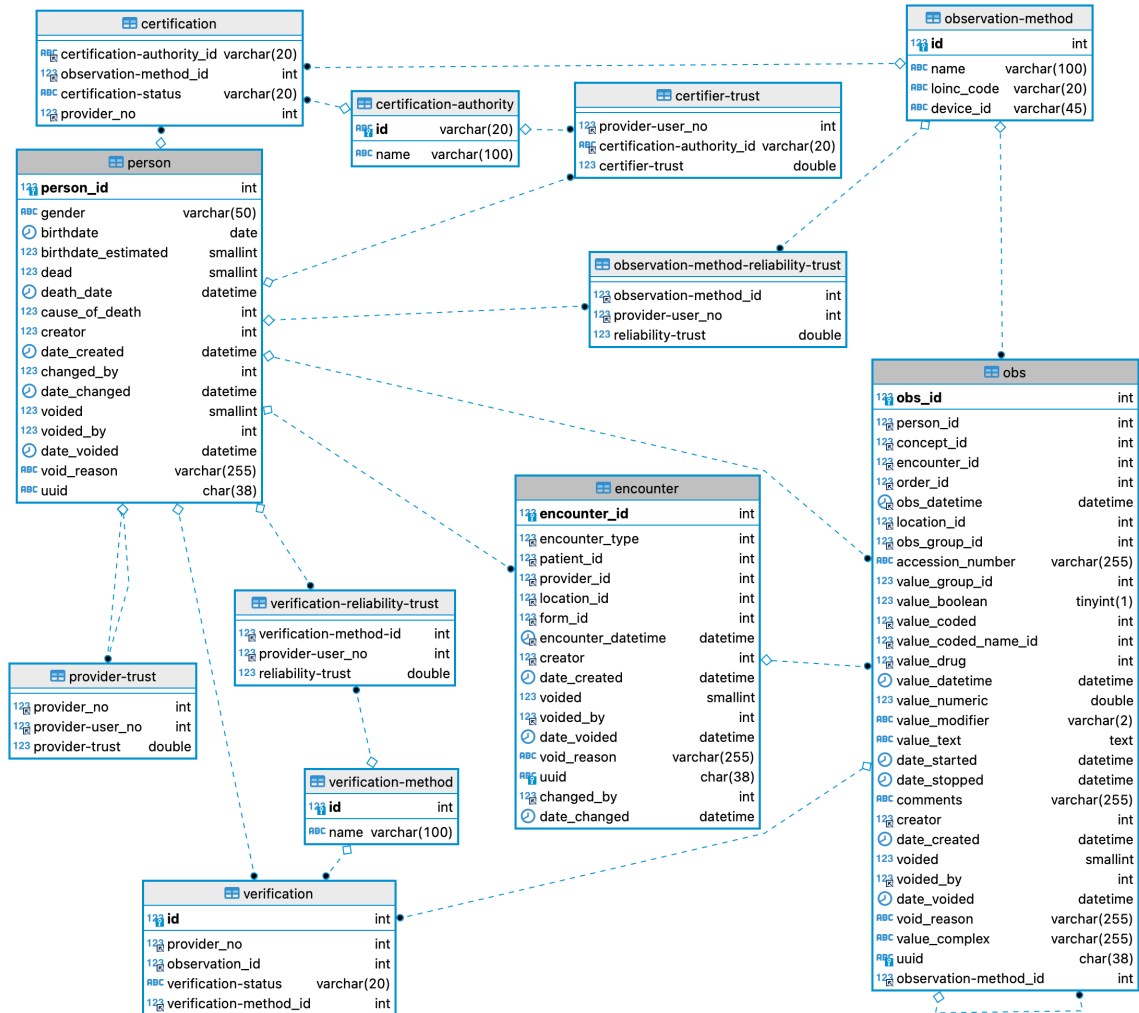 certification
certification-authority_id varchar(20)
observation-method_id int
certification-status varchar(20)
provider_no int
observation-method
id int
name varchar(100)
loinc_code varchar(20)
device_id varchar(45)
certification-authority
id varchar(20)
name varchar(100)
certifier-trust
provider-user_no int
certification-authority_id varchar(20)
certifier-trust double
person
person_id int
gender varchar(50)
birthdate date
birthdate_estimated smallint
dead smallint
death_date datetime
cause_of_death int
creator int
date_created datetime
changed_by int
date_changed datetime
voided smallint
voided_by int
date_voided datetime
void_reason varchar(255)
uuid char(38)
observation-method-reliability-trust
observation-method_id int
provider-user_no int
reliability-trust double
obs
obs_id int
person_id int
concept_id int
encounter_id int
order_id int
obs_datetime datetime
location_id int
obs_group_id int
accession_number varchar(255)
value_group_id int
value_boolean tinyint(1)
value_coded int
value_coded_name_id int
value_drug int
value_datetime datetime
value_numeric double
value_modifier varchar(2)
value_text text
date_started datetime
date_stopped datetime
comments varchar(255)
creator int
date_created datetime
voided smallint
voided_by int
date_voided datetime
void_reason varchar(255)
value_complex varchar(255)
uuid char(38)
observation-method_id int
encounter
encounter_id int
encounter_type int
patient_id int
provider_id int
location_id int
form_id int
encounter_datetime datetime
creator int
date_created datetime
voided smallint
voided_by int
date_voided datetime
void_reason varchar(255)
uuid char(38)
changed_by int
date_changed datetime
verification-reliability-trust
verification-method-id int
provider-user_no int
reliability-trust double
provider-trust
provider_no int
provider-user_no int
provider-trust double
verification-method
id int
name varchar(100)
verification
id int
provider_no int
observation_id int
verification-status varchar(20)
verification-method_id int